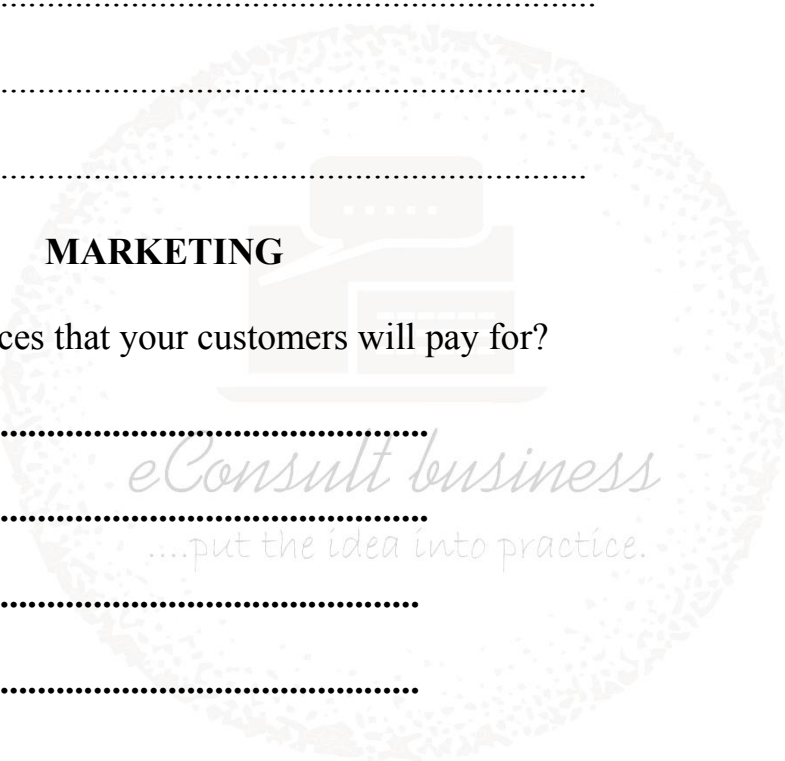 MARKETING
ces that your customers will pay for?
eConsult business
....put the idea into practice.